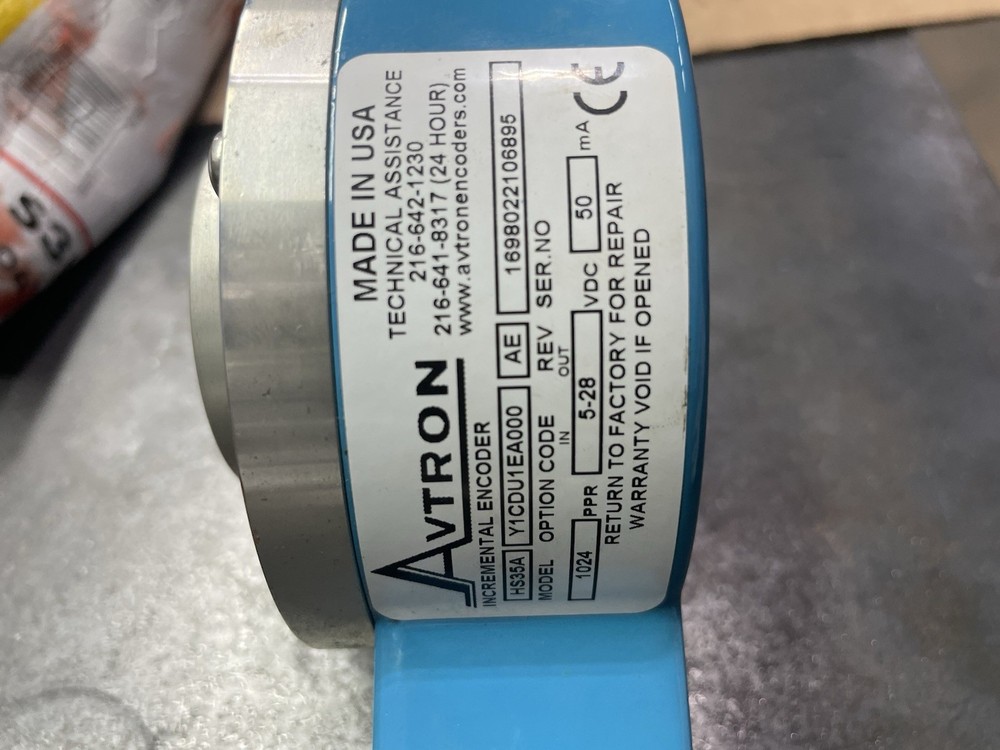 AVTRON
MADE IN USA
TECHNICAL ASSISTANCE
216-642-1230
216-641-8317 (24 HOUR)
www.avtronencoders.com
INCREMENTAL ENCODER
HS35A Y1CDU1EA000 AE 1698022106895
MODEL OPTION CODE REV SER.NO
IN OUT
1024 PPR 5-28 VDC 50 mA
CE
RETURN TO FACTORY FOR REPAIR
WARRANTY VOID IF OPENED
S3